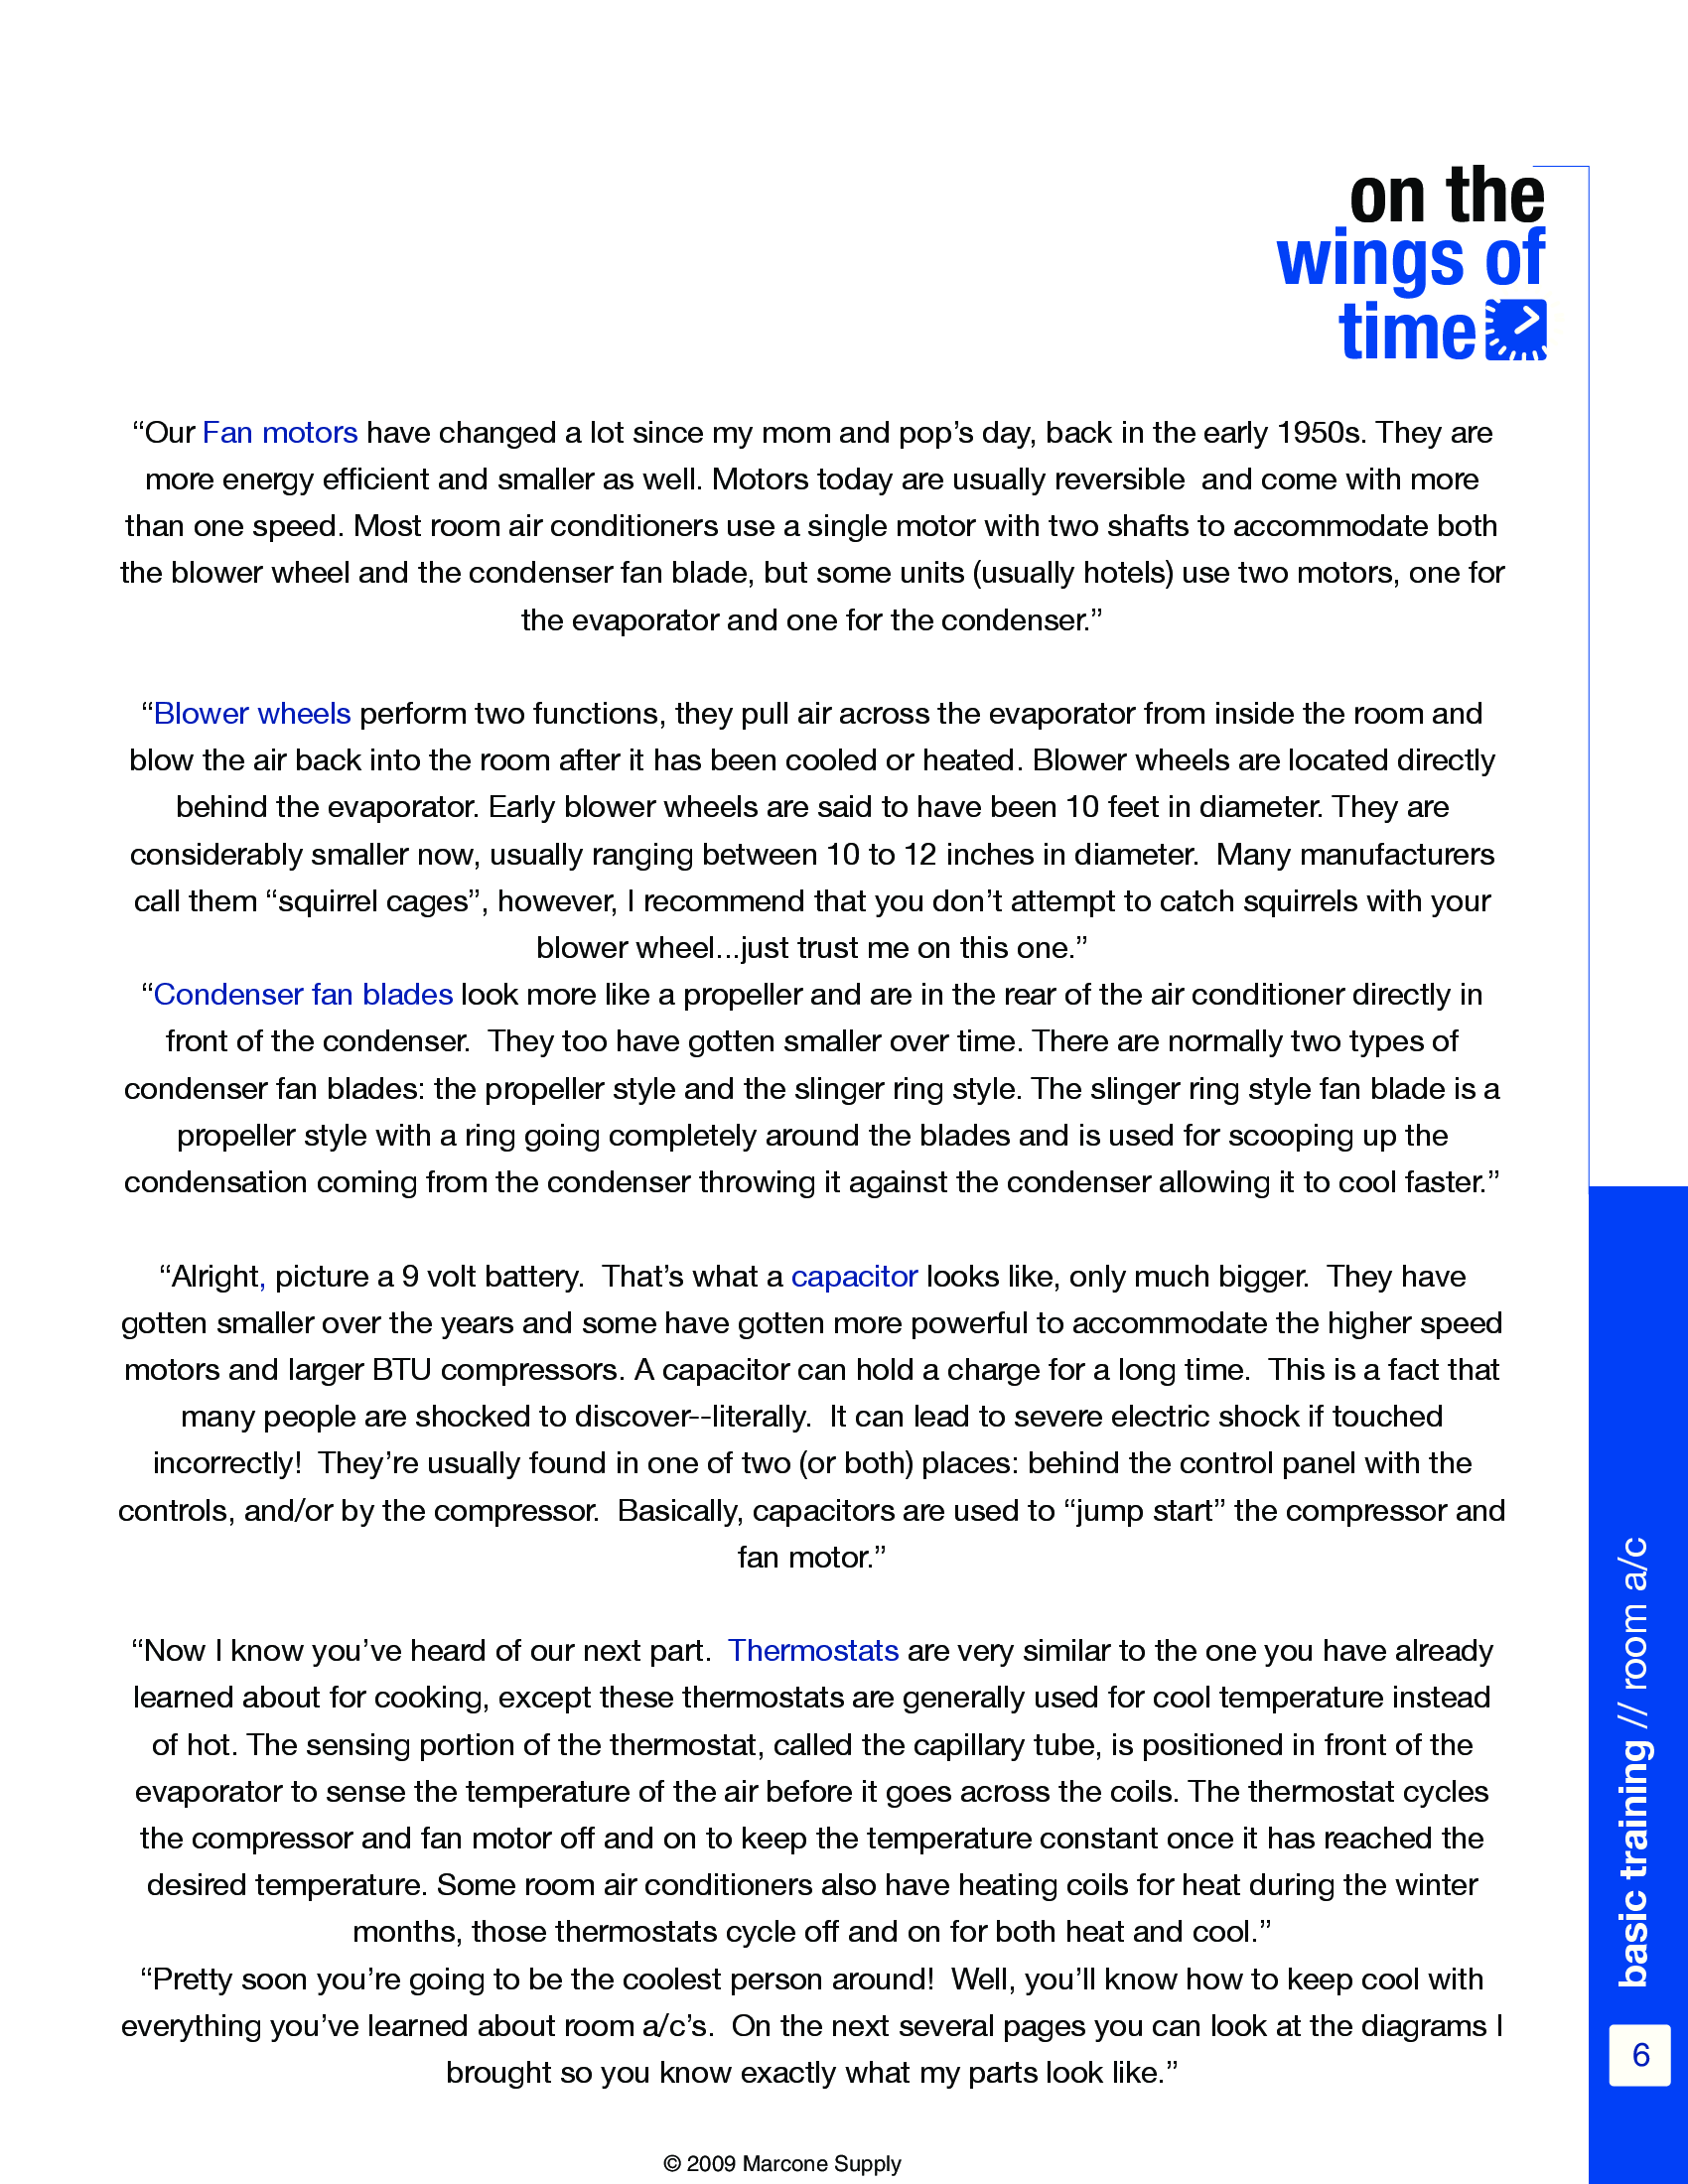 on the
wings of
time
“Our Fan motors have changed a lot since my mom and pop’s day, back in the early 1950s. They are
more energy efficient and smaller as well. Motors today are usually reversible  and come with more
than one speed. Most room air conditioners use a single motor with two shafts to accommodate both
the blower wheel and the condenser fan blade, but some units (usually hotels) use two motors, one for
the evaporator and one for the condenser.”
“Blower wheels perform two functions, they pull air across the evaporator from inside the room and
blow the air back into the room after it has been cooled or heated. Blower wheels are located directly
behind the evaporator. Early blower wheels are said to have been 10 feet in diameter. They are
considerably smaller now, usually ranging between 10 to 12 inches in diameter.  Many manufacturers
call them “squirrel cages”, however, I recommend that you don’t attempt to catch squirrels with your
blower wheel...just trust me on this one.”
“Condenser fan blades look more like a propeller and are in the rear of the air conditioner directly in
front of the condenser.  They too have gotten smaller over time. There are normally two types of
condenser fan blades: the propeller style and the slinger ring style. The slinger ring style fan blade is a
propeller style with a ring going completely around the blades and is used for scooping up the
condensation coming from the condenser throwing it against the condenser allowing it to cool faster.”
“Alright, picture a 9 volt battery.  That’s what a capacitor looks like, only much bigger.  They have
gotten smaller over the years and some have gotten more powerful to accommodate the higher speed
motors and larger BTU compressors. A capacitor can hold a charge for a long time.  This is a fact that
many people are shocked to discover--literally.  It can lead to severe electric shock if touched
incorrectly!  They’re usually found in one of two (or both) places: behind the control panel with the
controls, and/or by the compressor.  Basically, capacitors are used to “jump start” the compressor and
fan motor.”
“Now I know you’ve heard of our next part.  Thermostats are very similar to the one you have already
learned about for cooking, except these thermostats are generally used for cool temperature instead
of hot. The sensing portion of the thermostat, called the capillary tube, is positioned in front of the
evaporator to sense the temperature of the air before it goes across the coils. The thermostat cycles
the compressor and fan motor off and on to keep the temperature constant once it has reached the
desired temperature. Some room air conditioners also have heating coils for heat during the winter
months, those thermostats cycle off and on for both heat and cool.”
“Pretty soon you’re going to be the coolest person around!  Well, you’ll know how to keep cool with
everything you’ve learned about room a/c’s.  On the next several pages you can look at the diagrams I
brought so you know exactly what my parts look like.”
basic training // room a/c
6
© 2009 Marcone Supply